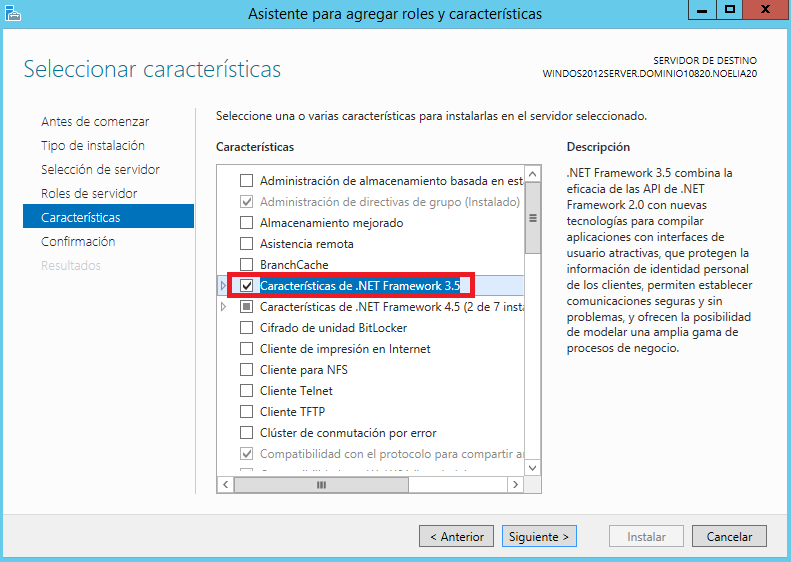 Asistente para agregar roles y características
Seleccionar características
SERVIDOR DE DESTINO
WINDOS2012SERVER.DOMINIO10820.NOELIA20
Antes de comenzar
Tipo de instalación
Selección de servidor
Roles de servidor
Características
Confirmación
Resultados
Seleccione una o varias características para instalarlas en el servidor seleccionado.
Características
Administración de almacenamiento basada en est
Administración de directivas de grupo (Instalado)
Almacenamiento mejorado
Asistencia remota
BranchCache
Características de .NET Framework 3.5
Características de .NET Framework 4.5 (2 de 7 insta
Cifrado de unidad BitLocker
Cliente de impresión en Internet
Cliente para NFS
Cliente Telnet
Cliente TFTP
Clúster de conmutación por error
Compatibilidad con el protocolo para compartir ar
Descripción
.NET Framework 3.5 combina la
eficacia de las API de .NET
Framework 2.0 con nuevas
tecnologías para compilar
aplicaciones con interfaces de
usuario atractivas, que protegen la
información de identidad personal
de los clientes, permiten establecer
comunicaciones seguras y sin
problemas, y ofrecen la posibilidad
de modelar una amplia gama de
procesos de negocio.
< Anterior
Siguiente >
Instalar
Cancelar